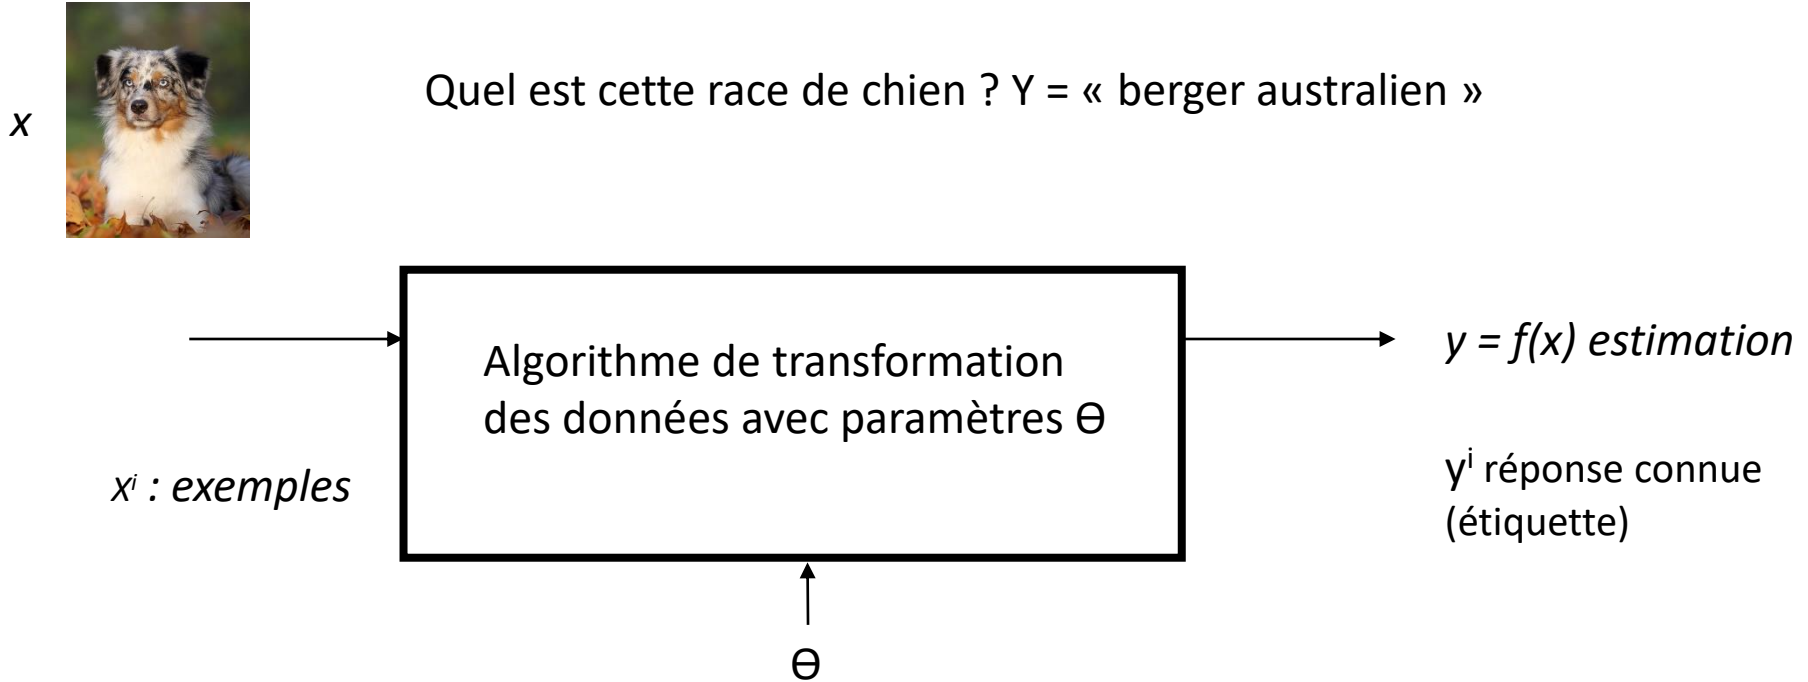 Quel est cette race de chien ? Y = « berger australien »
x
y = f(x) estimation
Algorithme de transformation
des données avec paramètres Ɵ
xⁱ : exemples
yⁱ réponse connue
(étiquette)
Ɵ